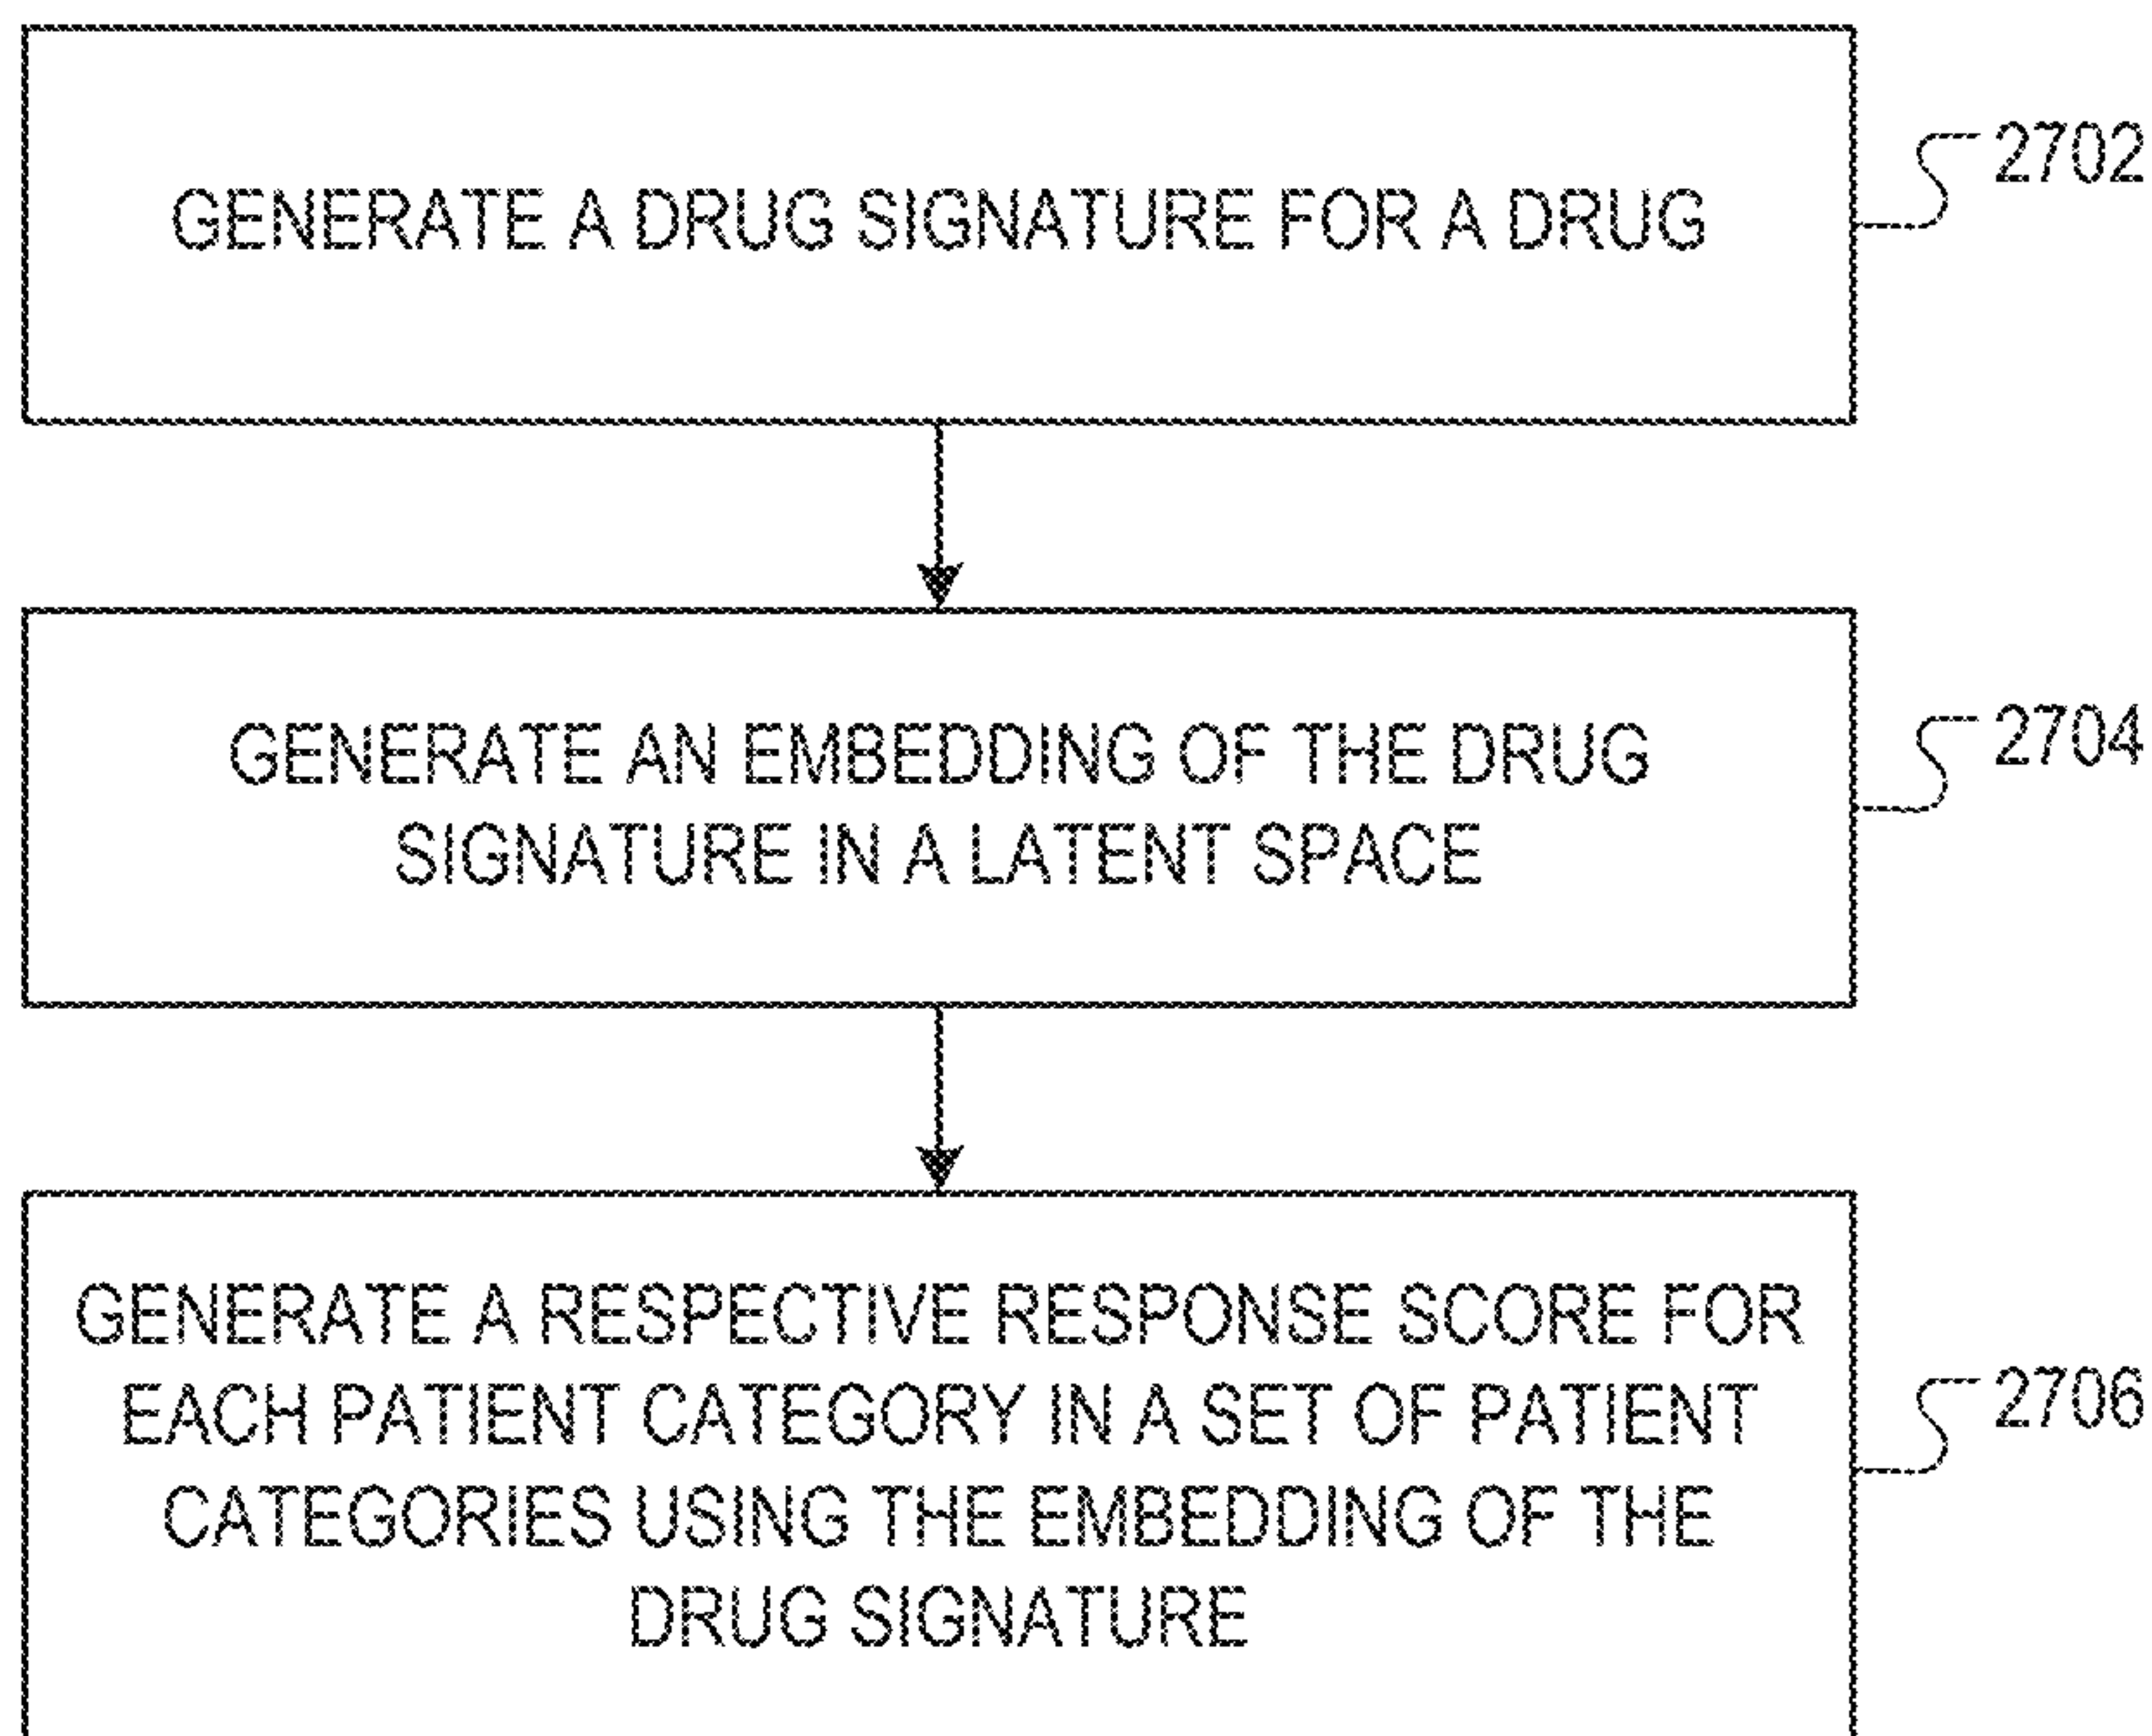 GENERATE A DRUG SIGNATURE FOR A DRUG
2702
GENERATE AN EMBEDDING OF THE DRUG
SIGNATURE IN A LATENT SPACE
2704
GENERATE A RESPECTIVE RESPONSE SCORE FOR
EACH PATIENT CATEGORY IN A SET OF PATIENT
CATEGORIES USING THE EMBEDDING OF THE
DRUG SIGNATURE
2706